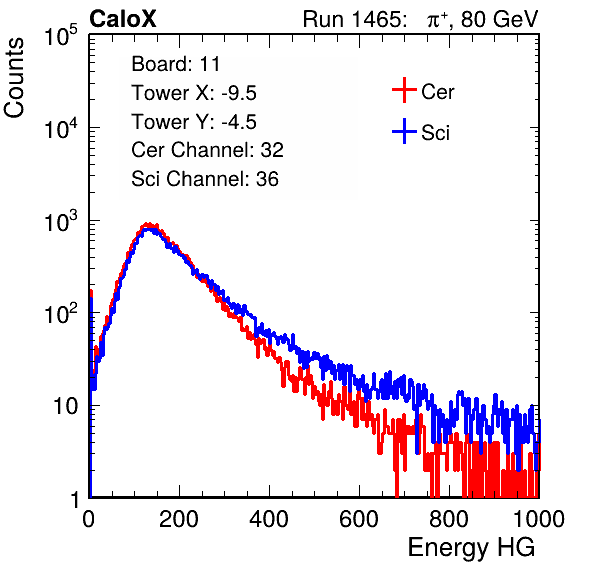 CaloX Run 1465: π⁺, 80 GeV
Counts
Board: 11
Tower X: -9.5
Tower Y: -4.5
Cer Channel: 32
Sci Channel: 36
Cer
Sci
10⁵
10⁴
10³
10²
10
1
0 200 400 600 800 1000
Energy HG